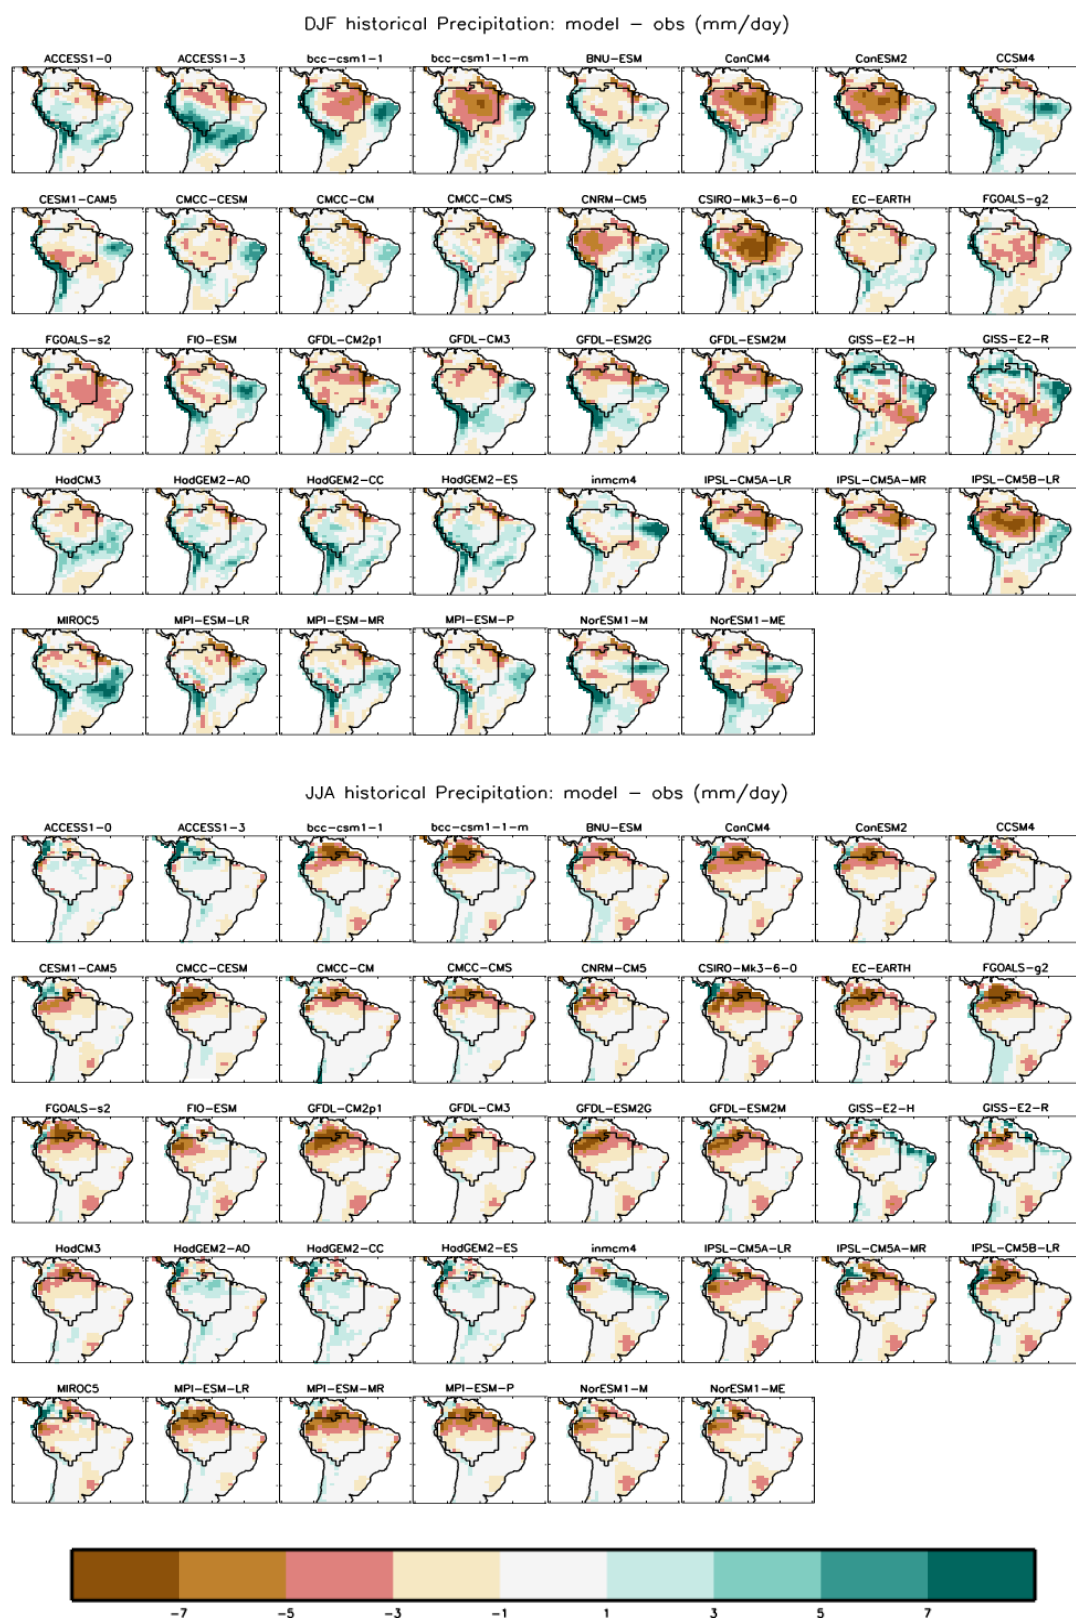 DJF historical Precipitation: model − obs (mm/day)
ACCESS1−0 ACCESS1−3 bcc−csm1−1 bcc−csm1−1−m BNU−ESM CanCM4 CanESM2 CCSM4
CESM1−CAM5 CMCC−CESM CMCC−CM CMCC−CMS CNRM−CM5 CSIRO−Mk3−6−0 EC−EARTH FGOALS−g2
FGOALS−s2 FIO−ESM GFDL−CM2p1 GFDL−CM3 GFDL−ESM2G GFDL−ESM2M GISS−E2−H GISS−E2−R
HadCM3 HadGEM2−AO HadGEM2−CC HadGEM2−ES inmcm4 IPSL−CM5A−LR IPSL−CM5A−MR IPSL−CM5B−LR
MIROC5 MPI−ESM−LR MPI−ESM−MR MPI−ESM−P NorESM1−M NorESM1−ME
JJA historical Precipitation: model − obs (mm/day)
ACCESS1−0 ACCESS1−3 bcc−csm1−1 bcc−csm1−1−m BNU−ESM CanCM4 CanESM2 CCSM4
CESM1−CAM5 CMCC−CESM CMCC−CM CMCC−CMS CNRM−CM5 CSIRO−Mk3−6−0 EC−EARTH FGOALS−g2
FGOALS−s2 FIO−ESM GFDL−CM2p1 GFDL−CM3 GFDL−ESM2G GFDL−ESM2M GISS−E2−H GISS−E2−R
HadCM3 HadGEM2−AO HadGEM2−CC HadGEM2−ES inmcm4 IPSL−CM5A−LR IPSL−CM5A−MR IPSL−CM5B−LR
MIROC5 MPI−ESM−LR MPI−ESM−MR MPI−ESM−P NorESM1−M NorESM1−ME
−7 −5 −3 −1 1 3 5 7